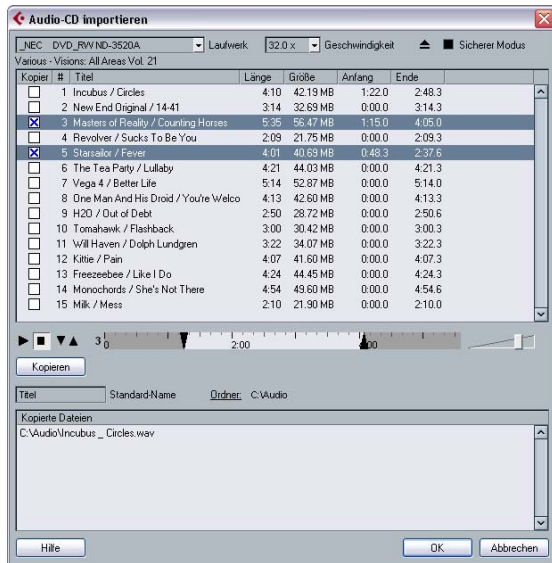 Audio-CD importieren
_NEC DVD_RW ND-3520A Laufwerk 32.0 x Geschwindigkeit Sicherer Modus
Various - Visions: All Areas Vol. 21
Kopier # Titel Länge Größe Anfang Ende
1 Incubus / Circles 4:10 42.19 MB 1:22.0 2:48.3
2 New End Original / 14-41 3:14 32.69 MB 0:00.0 3:14.3
3 Masters of Reality / Counting Horses 5:35 56.47 MB 1:15.0 4:05.0
4 Revolver / Sucks To Be You 2:09 21.75 MB 0:00.0 2:09.3
5 Starsailor / Fever 4:01 40.69 MB 0:48.3 2:37.6
6 The Tea Party / Lullaby 4:21 44.03 MB 0:00.0 4:21.3
7 Vega 4 / Better Life 5:14 52.87 MB 0:00.0 5:14.0
8 One Man And His Droid / You're Welco 4:13 42.60 MB 0:00.0 4:13.3
9 H2O / Out of Debt 2:50 28.72 MB 0:00.0 2:50.6
10 Tomahawk / Flashback 3:00 30.42 MB 0:00.0 3:00.3
11 Will Haven / Dolph Lundgren 3:22 34.07 MB 0:00.0 3:22.3
12 Kittie / Pain 4:07 41.60 MB 0:00.0 4:07.3
13 Freezeebee / Like I Do 4:24 44.45 MB 0:00.0 4:24.3
14 Monochords / She's Not There 4:54 49.60 MB 0:00.0 4:54.6
15 Milk / Mess 2:10 21.90 MB 0:00.0 2:10.0
3 0 2:00
Kopieren
Titel Standard-Name Ordner: C:\Audio
Kopierte Dateien
C:\Audio\Incubus _ Circles.wav
Hilfe OK Abbrechen